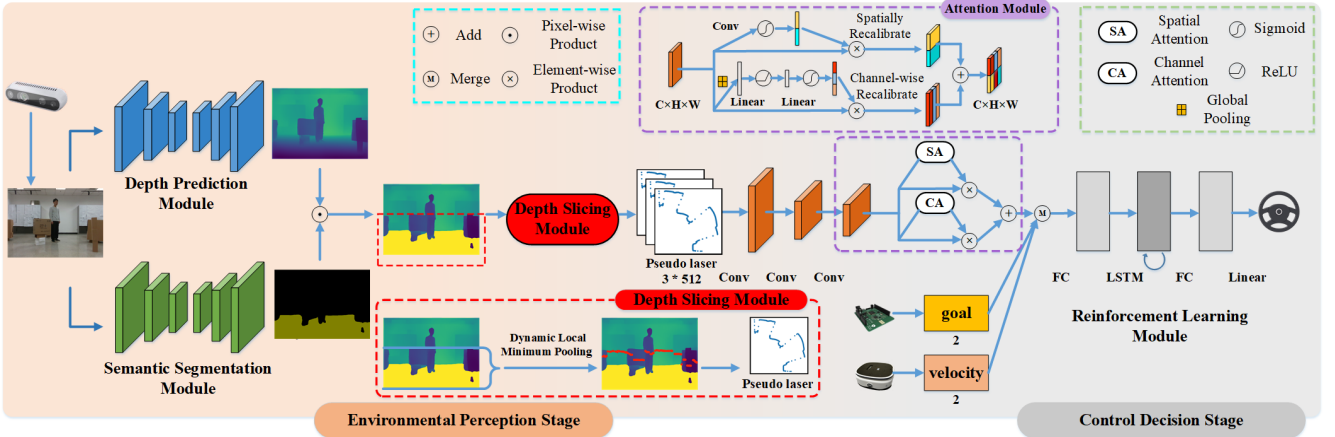 Add
Pixel-wise
Product
M
Merge
Element-wise
Product
Attention Module
Conv
Spatially
Recalibrate
Linear
Linear
Channel-wise
Recalibrate
C×H×W
C×H×W
SA
Spatial
Attention
Sigmoid
CA
Channel
Attention
ReLU
Global
Pooling
Depth Prediction
Module
Semantic Segmentation
Module
Depth Slicing
Module
Pseudo laser
3 * 512
Conv
Conv
Conv
SA
CA
M
FC
LSTM
FC
Linear
Reinforcement Learning
Module
goal
2
velocity
2
Depth Slicing Module
Dynamic Local
Minimum Pooling
Pseudo laser
Environmental Perception Stage
Control Decision Stage